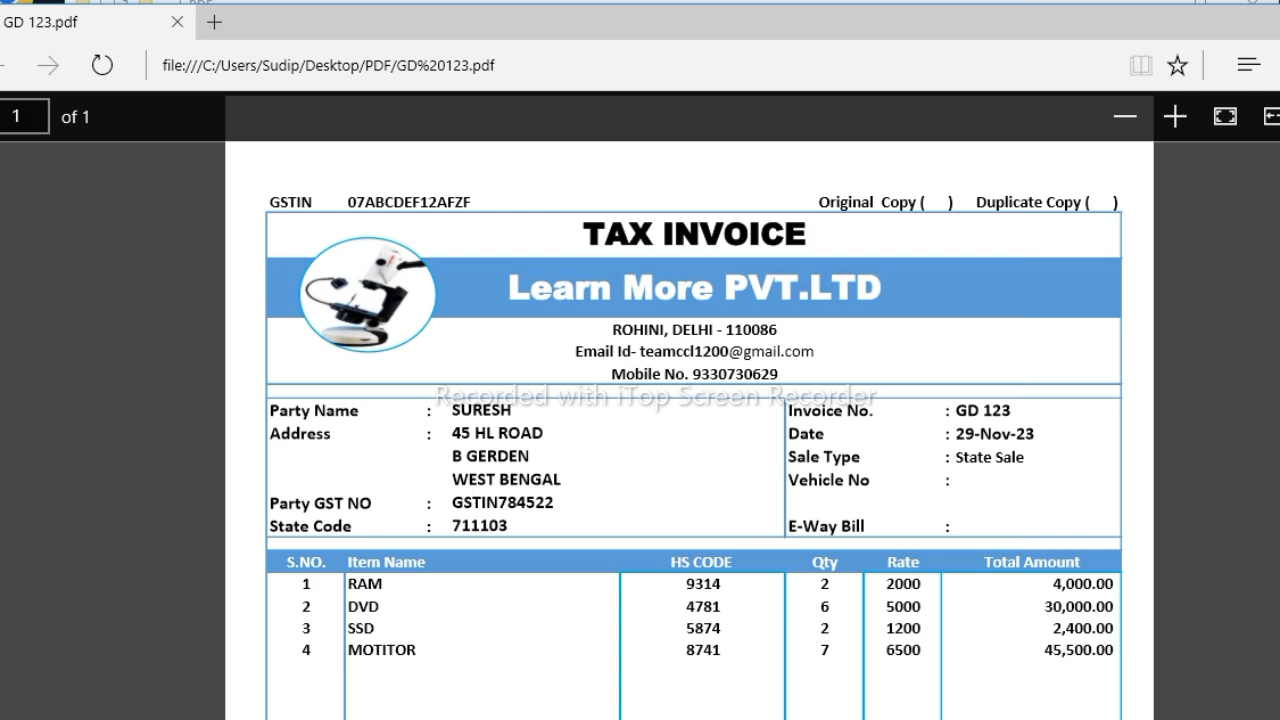 GD 123.pdf
file:///C:/Users/Sudip/Desktop/PDF/GD%20123.pdf
1 of 1
GSTIN 07ABCDEF12AFZF Original Copy ( ) Duplicate Copy ( )
TAX INVOICE
Learn More PVT.LTD
ROHINI, DELHI - 110086
Email Id- teamccl1200@gmail.com
Mobile No. 9330730629
Recorded with iTop Screen Recorder
Party Name : SURESH Invoice No. : GD 123
Address : 45 HL ROAD Date : 29-Nov-23
B GERDEN Sale Type : State Sale
WEST BENGAL Vehicle No :
Party GST NO : GSTIN784522
State Code : 711103 E-Way Bill :
S.NO. Item Name HS CODE Qty Rate Total Amount
1 RAM 9314 2 2000 4,000.00
2 DVD 4781 6 5000 30,000.00
3 SSD 5874 2 1200 2,400.00
4 MOTITOR 8741 7 6500 45,500.00